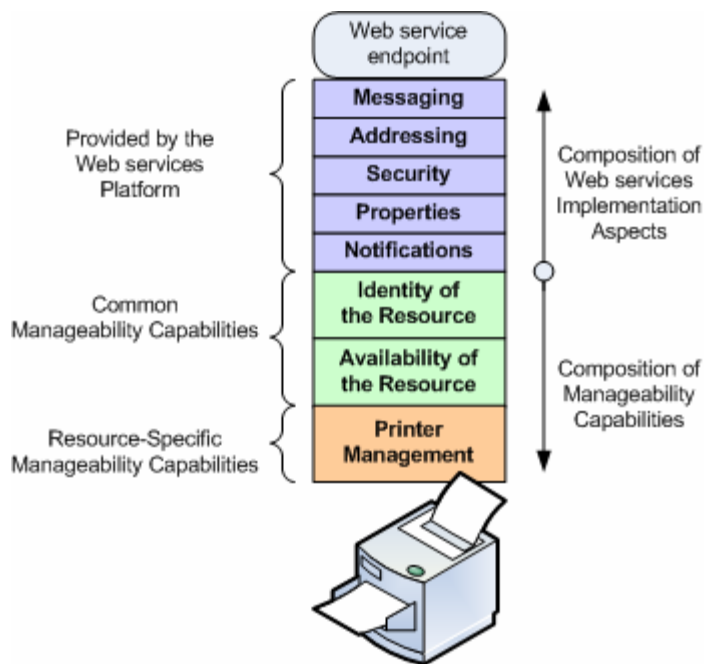 Web service
endpoint
Messaging
Addressing
Security
Properties
Notifications
Identity of
the Resource
Availability of
the Resource
Printer
Management
Provided by the
Web services
Platform
Common
Manageability Capabilities
Resource-Specific
Manageability Capabilities
Composition of
Web services
Implementation
Aspects
Composition of
Manageability
Capabilities